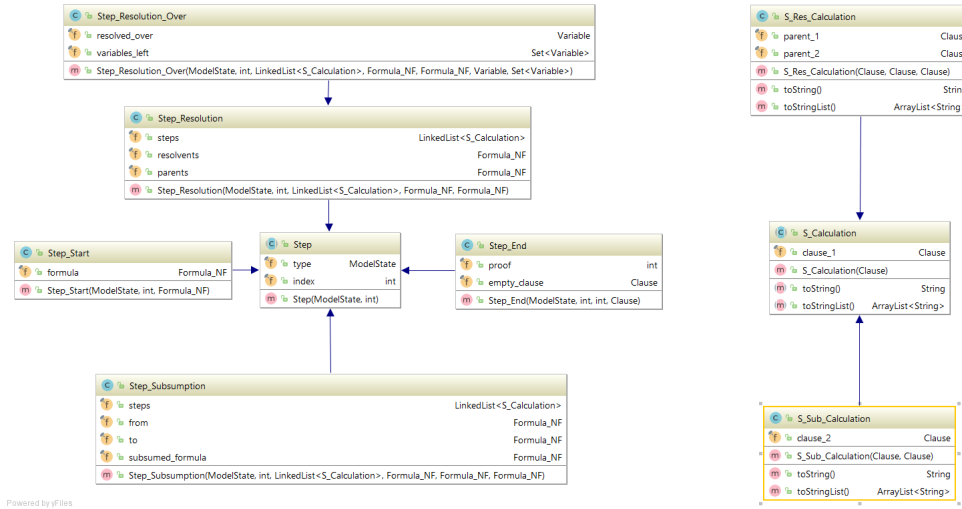 Step_Resolution_Over
resolved_over Variable
variables_left Set<Variable>
Step_Resolution_Over(ModelState, int, LinkedList<S_Calculation>, Formula_NF, Formula_NF, Variable, Set<Variable>)
Step_Resolution
steps LinkedList<S_Calculation>
resolvents Formula_NF
parents Formula_NF
Step_Resolution(ModelState, int, LinkedList<S_Calculation>, Formula_NF, Formula_NF)
Step_Start
formula Formula_NF
Step_Start(ModelState, int, Formula_NF)
Step
type ModelState
index int
Step(ModelState, int)
Step_End
proof int
empty_clause Clause
Step_End(ModelState, int, int, Clause)
Step_Subsumption
steps LinkedList<S_Calculation>
from Formula_NF
to Formula_NF
subsumed_formula Formula_NF
Step_Subsumption(ModelState, int, LinkedList<S_Calculation>, Formula_NF, Formula_NF, Formula_NF)
S_Res_Calculation
parent_1 Claus
parent_2 Claus
S_Res_Calculation(Clause, Clause, Clause)
toString() Strin
toStringList() ArrayList<String
S_Calculation
clause_1 Clause
S_Calculation(Clause)
toString() String
toStringList() ArrayList<String>
S_Sub_Calculation
clause_2 Clause
S_Sub_Calculation(Clause, Clause)
toString() String
toStringList() ArrayList<String>
Powered by yFiles